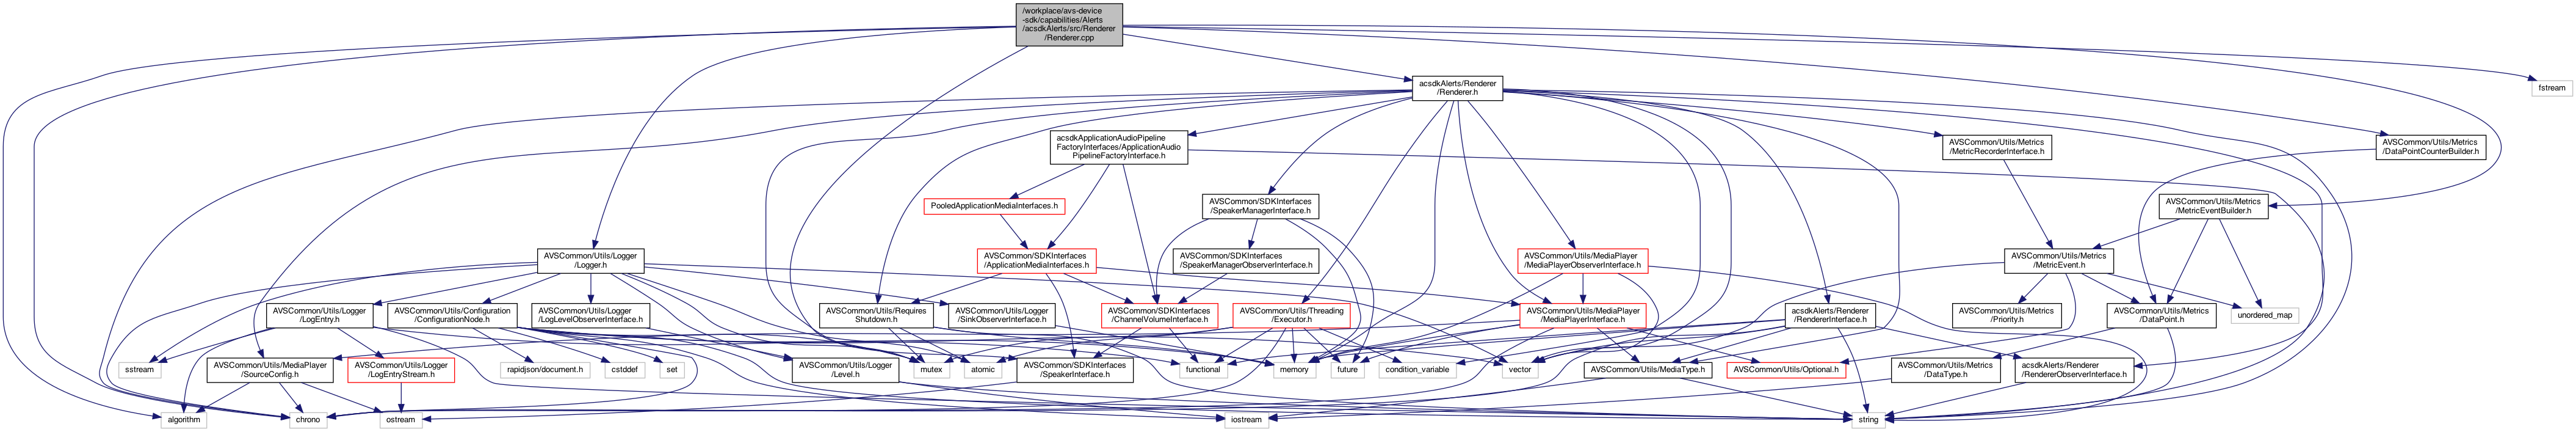 /workplace/avs-device
-sdk/capabilities/Alerts
/acsdkAlerts/src/Renderer
/Renderer.cpp
acsdkAlerts/Renderer
/Renderer.h
fstream
acsdkApplicationAudioPipeline
FactoryInterfaces/ApplicationAudio
PipelineFactoryInterface.h
AVSCommon/Utils/Metrics
/MetricRecorderInterface.h
AVSCommon/Utils/Metrics
/DataPointCounterBuilder.h
PooledApplicationMediaInterfaces.h
AVSCommon/SDKInterfaces
/SpeakerManagerInterface.h
AVSCommon/Utils/Metrics
/MetricEventBuilder.h
AVSCommon/Utils/Logger
/Logger.h
AVSCommon/SDKInterfaces
/ApplicationMediaInterfaces.h
AVSCommon/SDKInterfaces
/SpeakerManagerObserverInterface.h
AVSCommon/Utils/MediaPlayer
/MediaPlayerObserverInterface.h
AVSCommon/Utils/Metrics
/MetricEvent.h
AVSCommon/Utils/Logger
/LogEntry.h
AVSCommon/Utils/Configuration
/ConfigurationNode.h
AVSCommon/Utils/Logger
/LogLevelObserverInterface.h
AVSCommon/Utils/Requires
Shutdown.h
AVSCommon/Utils/Logger
/SinkObserverInterface.h
AVSCommon/SDKInterfaces
/ChannelVolumeInterface.h
AVSCommon/Utils/Threading
/Executor.h
AVSCommon/Utils/MediaPlayer
/MediaPlayerInterface.h
acsdkAlerts/Renderer
/RendererInterface.h
AVSCommon/Utils/Metrics
/Priority.h
AVSCommon/Utils/Metrics
/DataPoint.h
unordered_map
sstream
AVSCommon/Utils/MediaPlayer
/SourceConfig.h
AVSCommon/Utils/Logger
/LogEntryStream.h
rapidjson/document.h
cstddef
set
AVSCommon/Utils/Logger
/Level.h
mutex
atomic
AVSCommon/SDKInterfaces
/SpeakerInterface.h
functional
memory
future
condition_variable
vector
AVSCommon/Utils/MediaType.h
AVSCommon/Utils/Optional.h
AVSCommon/Utils/Metrics
/DataType.h
acsdkAlerts/Renderer
/RendererObserverInterface.h
algorithm
chrono
ostream
iostream
string